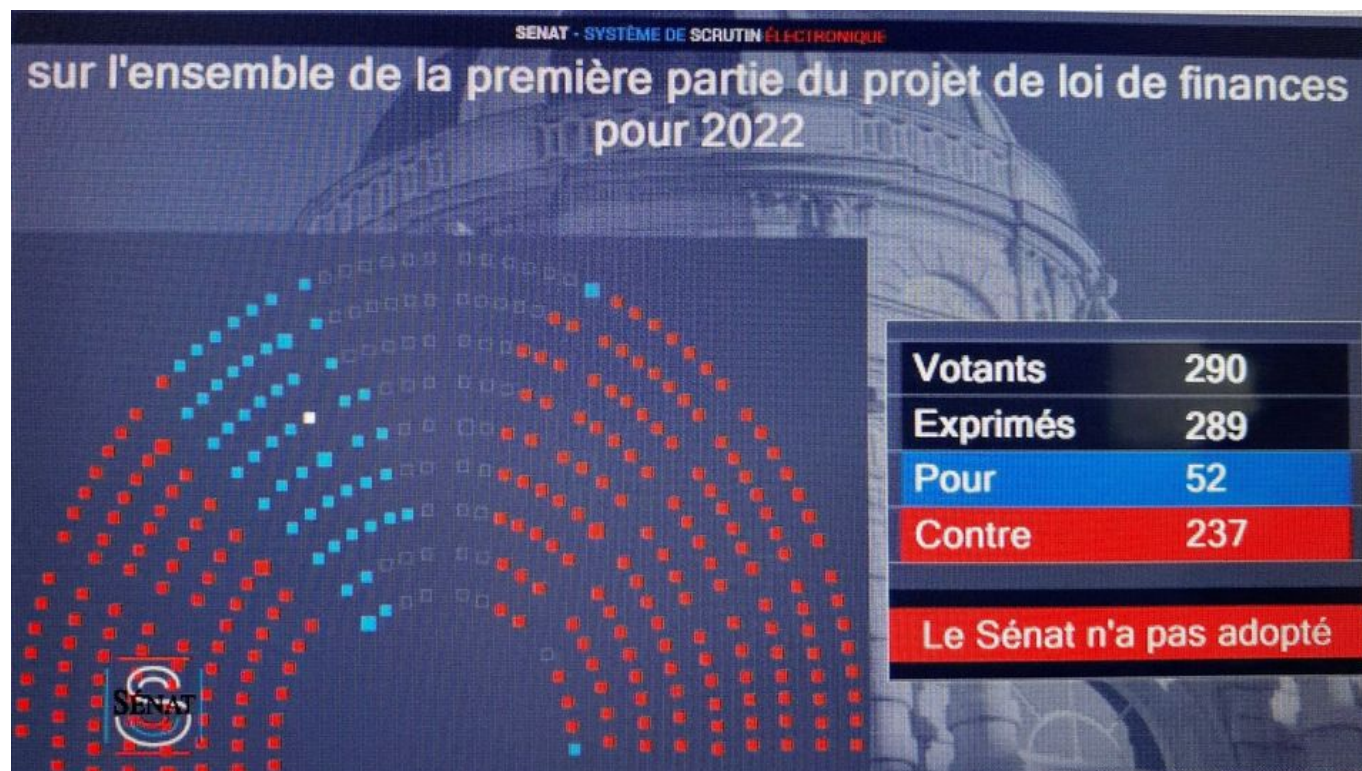 SENAT - SYSTÈME DE SCRUTIN ÉLECTRONIQUE
sur l'ensemble de la première partie du projet de loi de finances
pour 2022
Votants 290
Exprimés 289
Pour 52
Contre 237
Le Sénat n'a pas adopté
SÉNAT